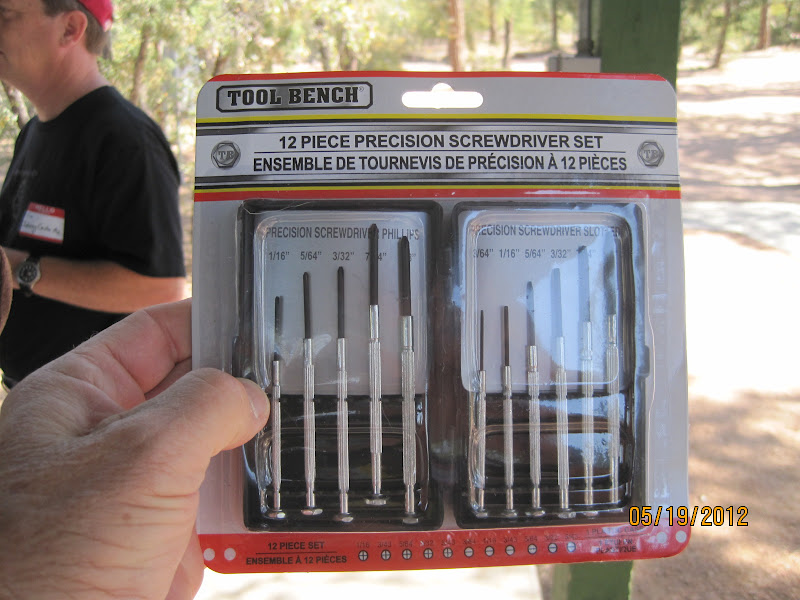 TOOL BENCH
12 PIECE PRECISION SCREWDRIVER SET
ENSEMBLE DE TOURNEVIS DE PRÉCISION À 12 PIÈCES
TB
TB
PRECISION SCREWDRIVER PHILLIPS
1/16" 5/64" 3/32"
PRECISION SCREWDRIVER
3/64" 1/16" 5/64" 3/32"
05/19/2012
12 PIECE SET
ENSEMBLE À 12 PIÈCES